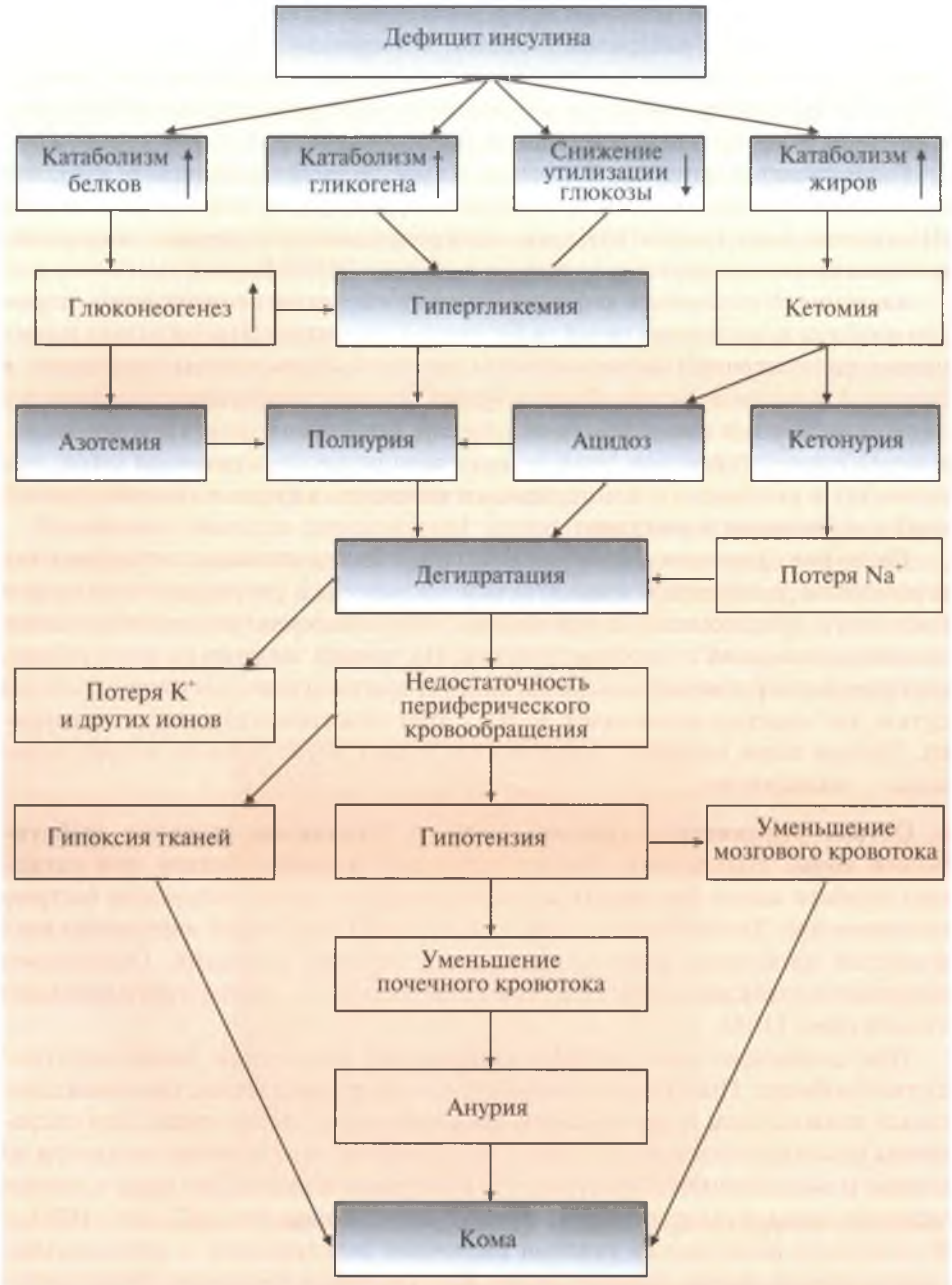 Дефицит инсулина
Катаболизм
белков
Катаболизм
гликогена
Снижение
утилизации
глюкозы
Катаболизм
жиров
Глюконеогенез
Гипергликемия
Кетомия
Азотемия
Полиурия
Ацидоз
Кетонурия
Дегидратация
Потеря Na⁺
Потеря K⁺
и других ионов
Недостаточность
периферического
кровообращения
Гипоксия тканей
Гипотензия
Уменьшение
мозгового кровотока
Уменьшение
почечного кровотока
Анурия
Кома